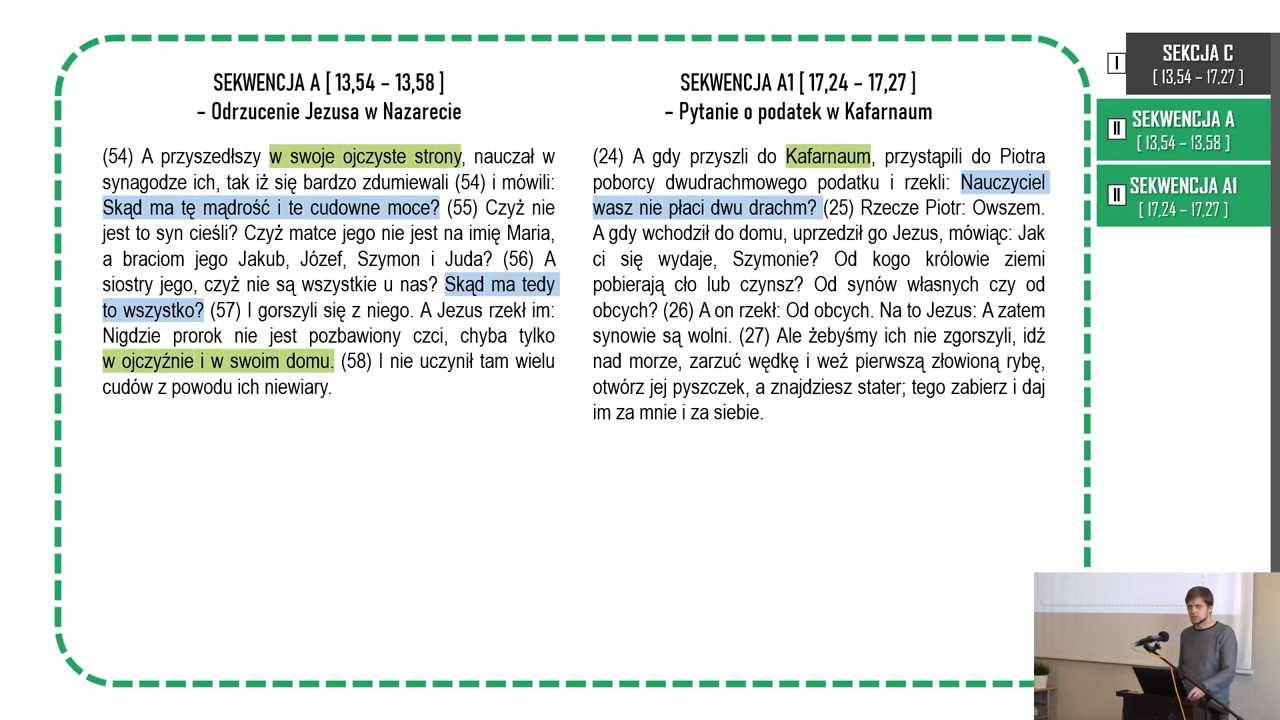 SEKWENCJA A [ 13,54 – 13,58 ]
– Odrzucenie Jezusa w Nazarecie
(54) A przyszedłszy w swoje ojczyste strony, nauczał w
synagodze ich, tak iż się bardzo zdumiewali (54) i mówili:
Skąd ma tę mądrość i te cudowne moce? (55) Czyż nie
jest to syn cieśli? Czyż matce jego nie jest na imię Maria,
a braciom jego Jakub, Józef, Szymon i Juda? (56) A
siostry jego, czyż nie są wszystkie u nas? Skąd ma tedy
to wszystko? (57) I gorszyli się z niego. A Jezus rzekł im:
Nigdzie prorok nie jest pozbawiony czci, chyba tylko
w ojczyźnie i w swoim domu. (58) I nie uczynił tam wielu
cudów z powodu ich niewiary.
SEKWENCJA A1 [ 17,24 – 17,27 ]
– Pytanie o podatek w Kafarnaum
(24) A gdy przyszli do Kafarnaum, przystąpili do Piotra
poborcy dwudrachmowego podatku i rzekli: Nauczyciel
wasz nie płaci dwu drachm? (25) Rzecze Piotr: Owszem.
A gdy wchodził do domu, uprzedził go Jezus, mówiąc: Jak
ci się wydaje, Szymonie? Od kogo królowie ziemi
pobierają cło lub czynsz? Od synów własnych czy od
obcych? (26) A on rzekł: Od obcych. Na to Jezus: A zatem
synowie są wolni. (27) Ale żebyśmy ich nie zgorszyli, idź
nad morze, zarzuć wędkę i weź pierwszą złowioną rybę,
otwórz jej pyszczek, a znajdziesz stater; tego zabierz i daj
im za mnie i za siebie.
I SEKCJA C
[ 13,54 – 17,27 ]
II SEKWENCJA A
[ 13,54 – 13,58 ]
II SEKWENCJA A1
[ 17,24 – 17,27 ]